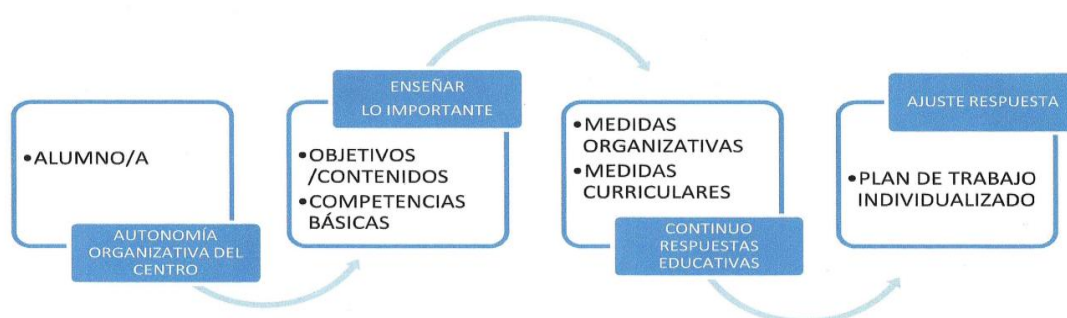 •ALUMNO/A
AUTONOMÍA
ORGANIZATIVA DEL
CENTRO
ENSEÑAR
LO IMPORTANTE
•OBJETIVOS
/CONTENIDOS
•COMPETENCIAS
BÁSICAS
•MEDIDAS
ORGANIZATIVAS
•MEDIDAS
CURRICULARES
CONTINUO
RESPUESTAS
EDUCATIVAS
AJUSTE RESPUESTA
•PLAN DE TRABAJO
INDIVIDUALIZADO